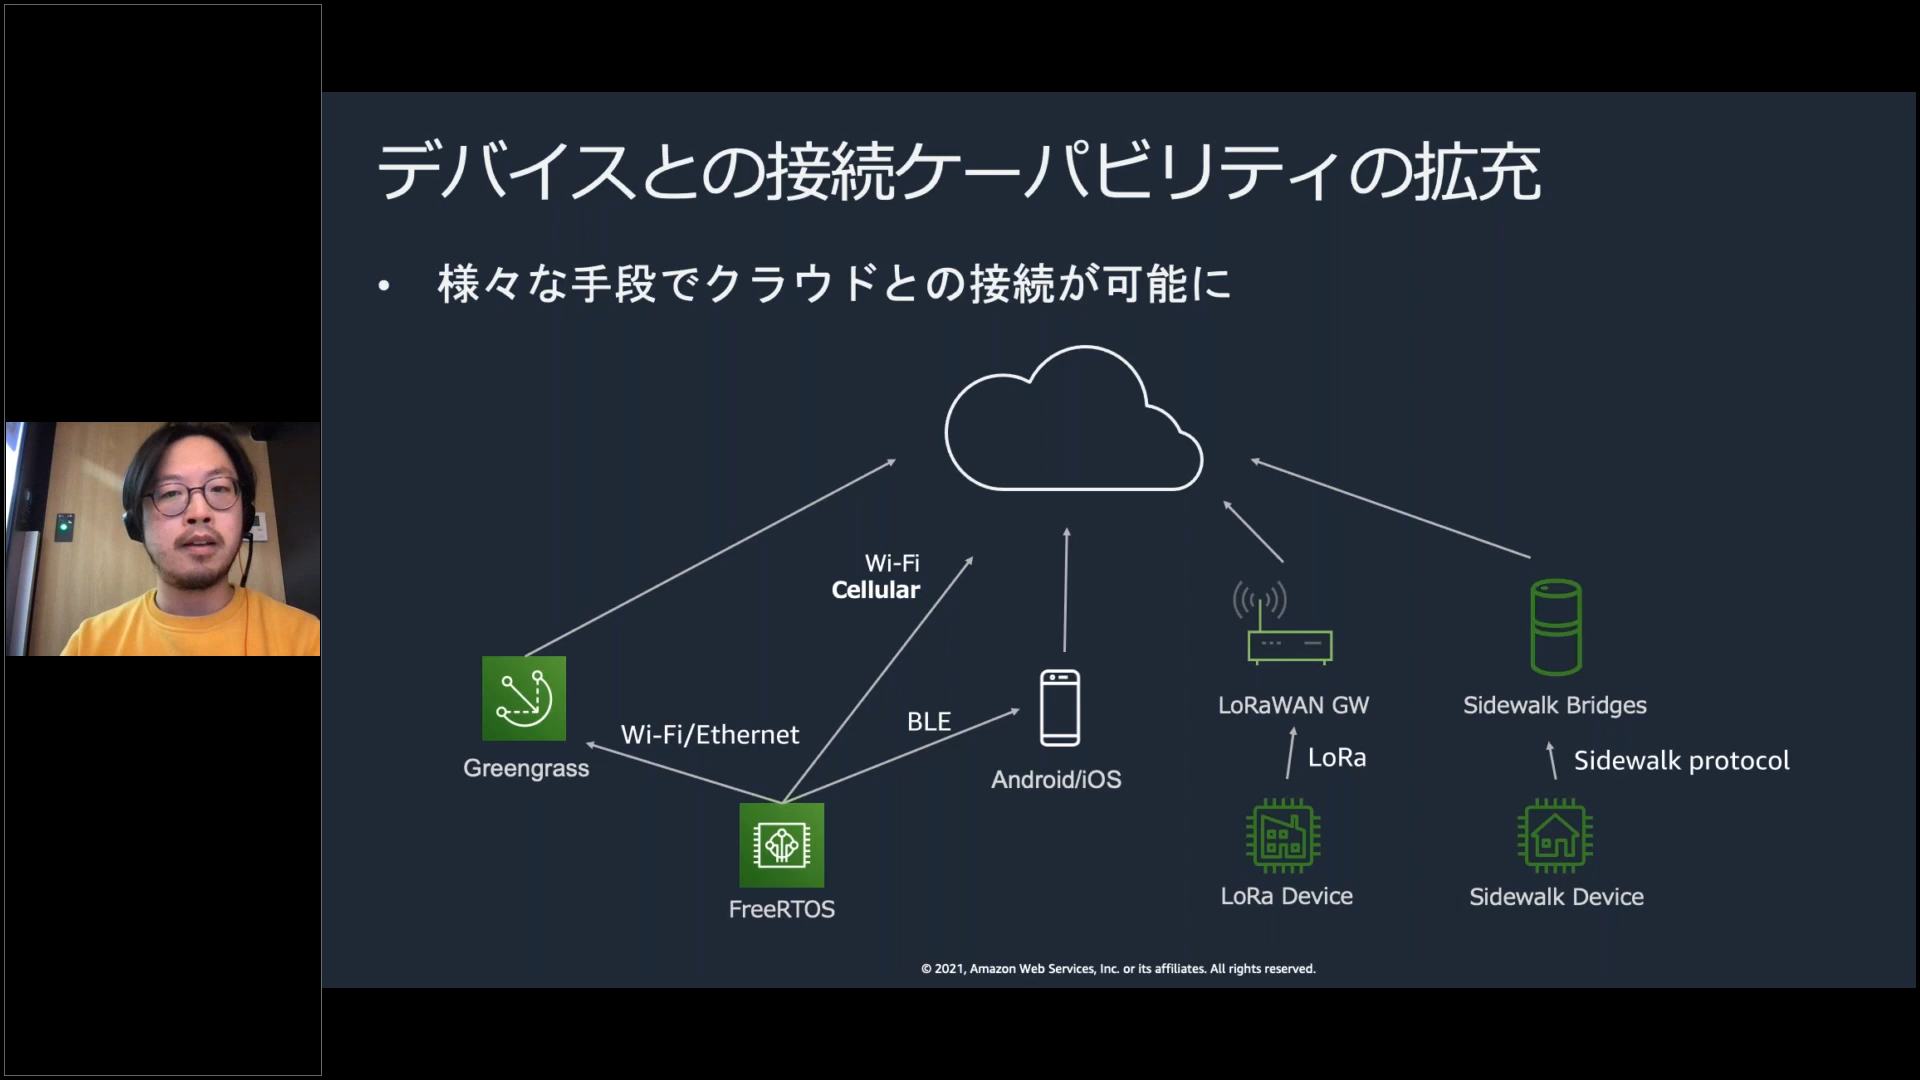 デバイスとの接続ケーパビリティの拡充
• 様々な手段でクラウドとの接続が可能に
Wi-Fi
Cellular
Wi-Fi/Ethernet
BLE
Greengrass
FreeRTOS
Android/iOS
LoRaWAN GW
LoRa
LoRa Device
Sidewalk Bridges
Sidewalk protocol
Sidewalk Device
© 2021, Amazon Web Services, Inc. or its affiliates. All rights reserved.